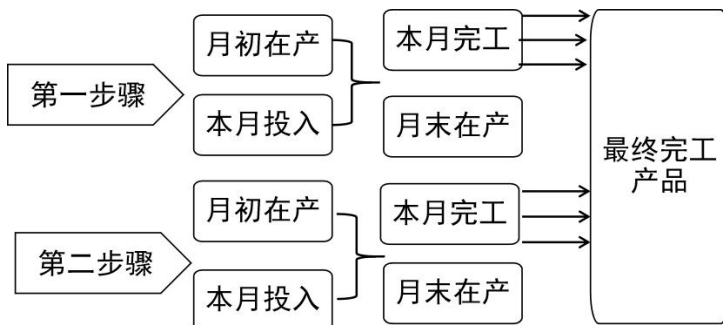 月初在产
本月完工
第一步骤
本月投入
月末在产
最终完工
产品
月初在产
本月完工
第二步骤
本月投入
月末在产